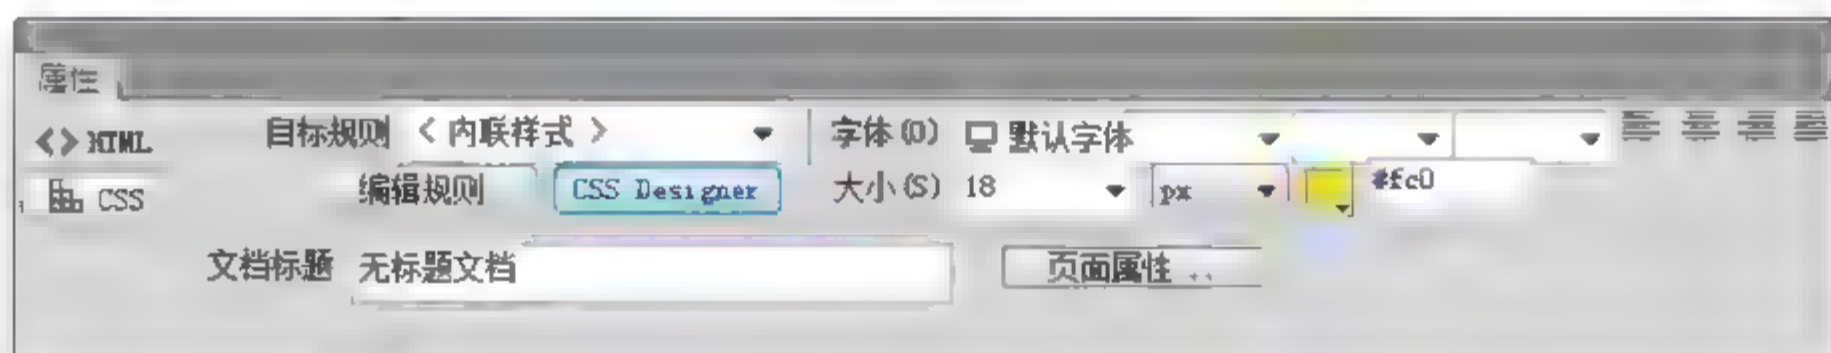 属性
<> HTML 目标规则 < 内联样式 > 字体(O) 默认字体
CSS 编辑规则 CSS Designer 大小(S) 18 px #fc0
文档标题 无标题文档 页面属性 ..